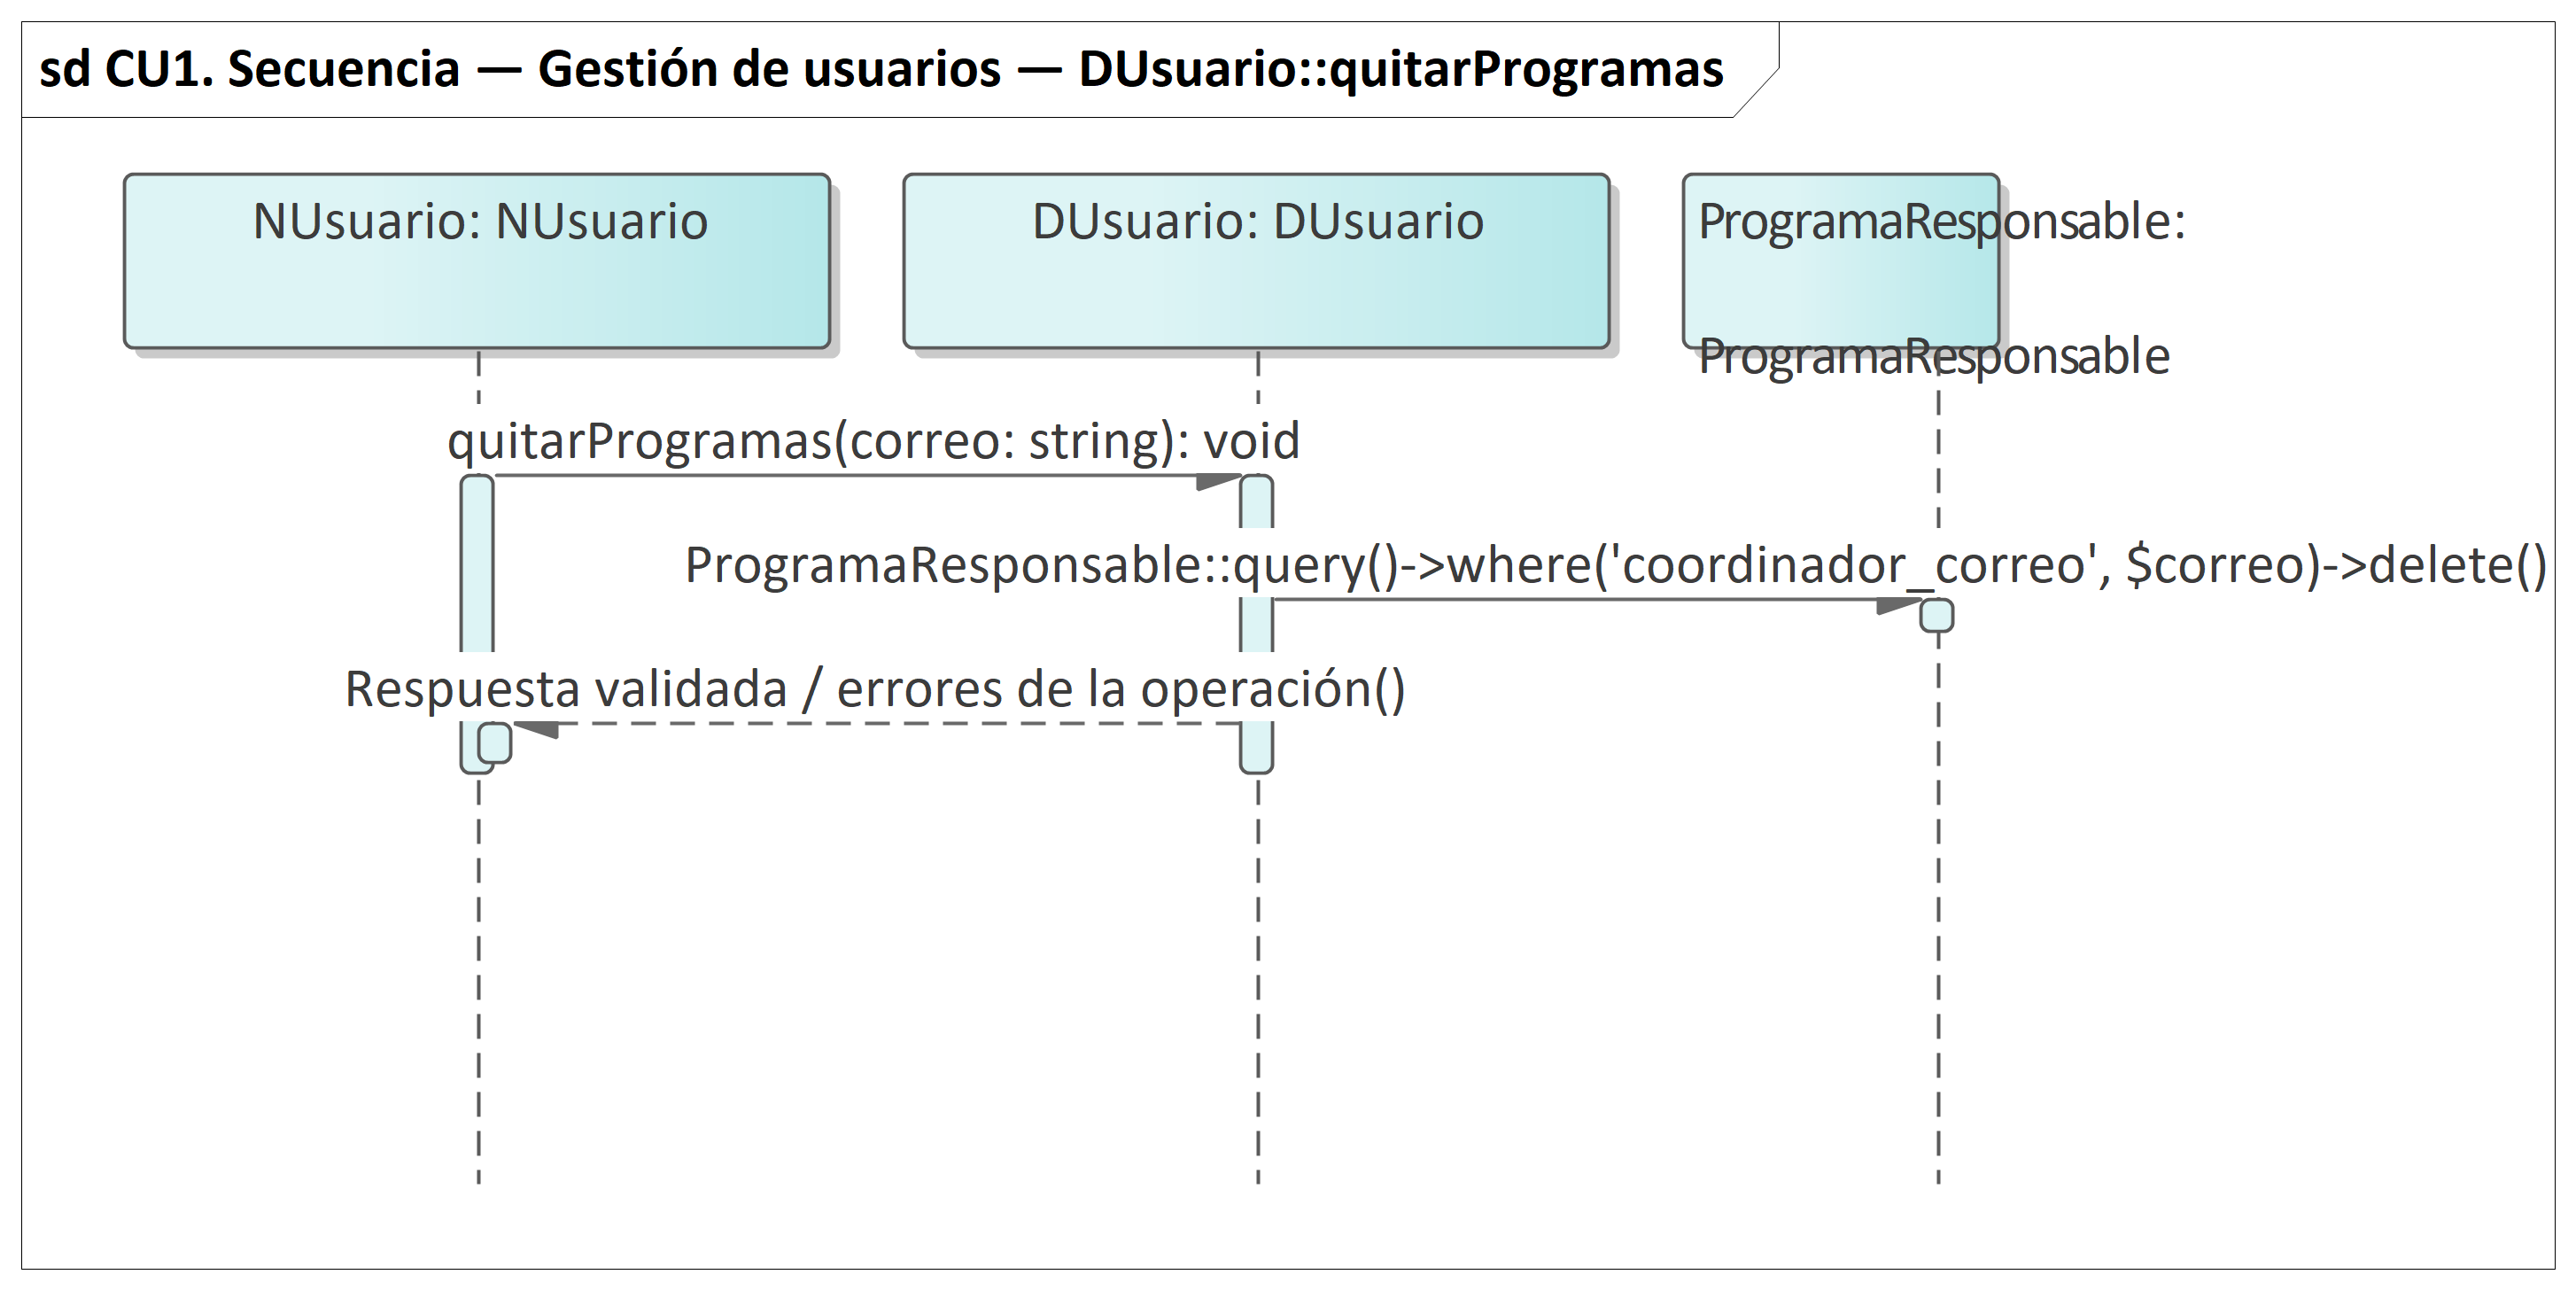 sd CU1. Secuencia — Gestión de usuarios — DUsuario::quitarProgramas
NUsuario: NUsuario
DUsuario: DUsuario
ProgramaResponsable:
ProgramaResponsable
quitarProgramas(correo: string): void
ProgramaResponsable::query()->where('coordinador_correo', $correo)->delete()
Respuesta validada / errores de la operación()